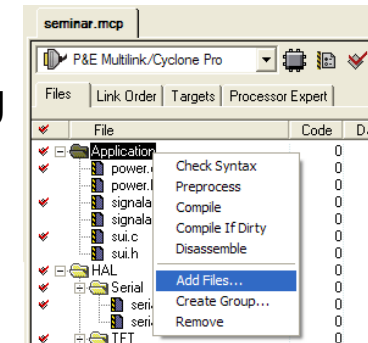 seminar.mcp
P&E Multilink/Cyclone Pro
Files Link Order Targets Processor Expert
File Code
Application 0
power. 0
power. 0
signala 0
signala 0
sui.c 0
sui.h 0
HAL 0
Serial 0
seri 0
seri 0
TFT 0
Check Syntax
Preprocess
Compile
Compile If Dirty
Disassemble
Add Files...
Create Group...
Remove